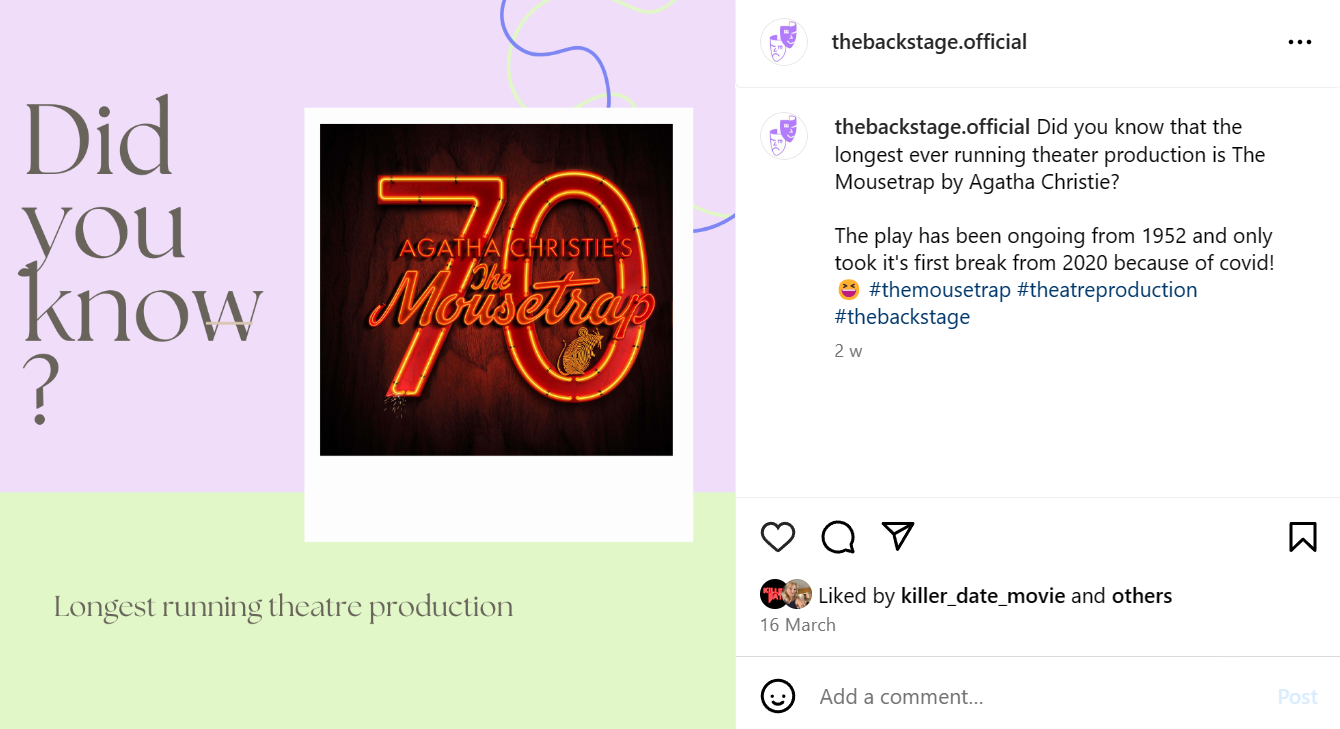 Did
you
know
?
70
AGATHA CHRISTIE'S
The
Mousetrap
Longest running theatre production
thebackstage.official
thebackstage.official Did you know that the
longest ever running theater production is The
Mousetrap by Agatha Christie?
The play has been ongoing from 1952 and only
took it's first break from 2020 because of covid!
😆 #themousetrap #theatreproduction
#thebackstage
2 w
Liked by killer_date_movie and others
16 March
Add a comment...
Post